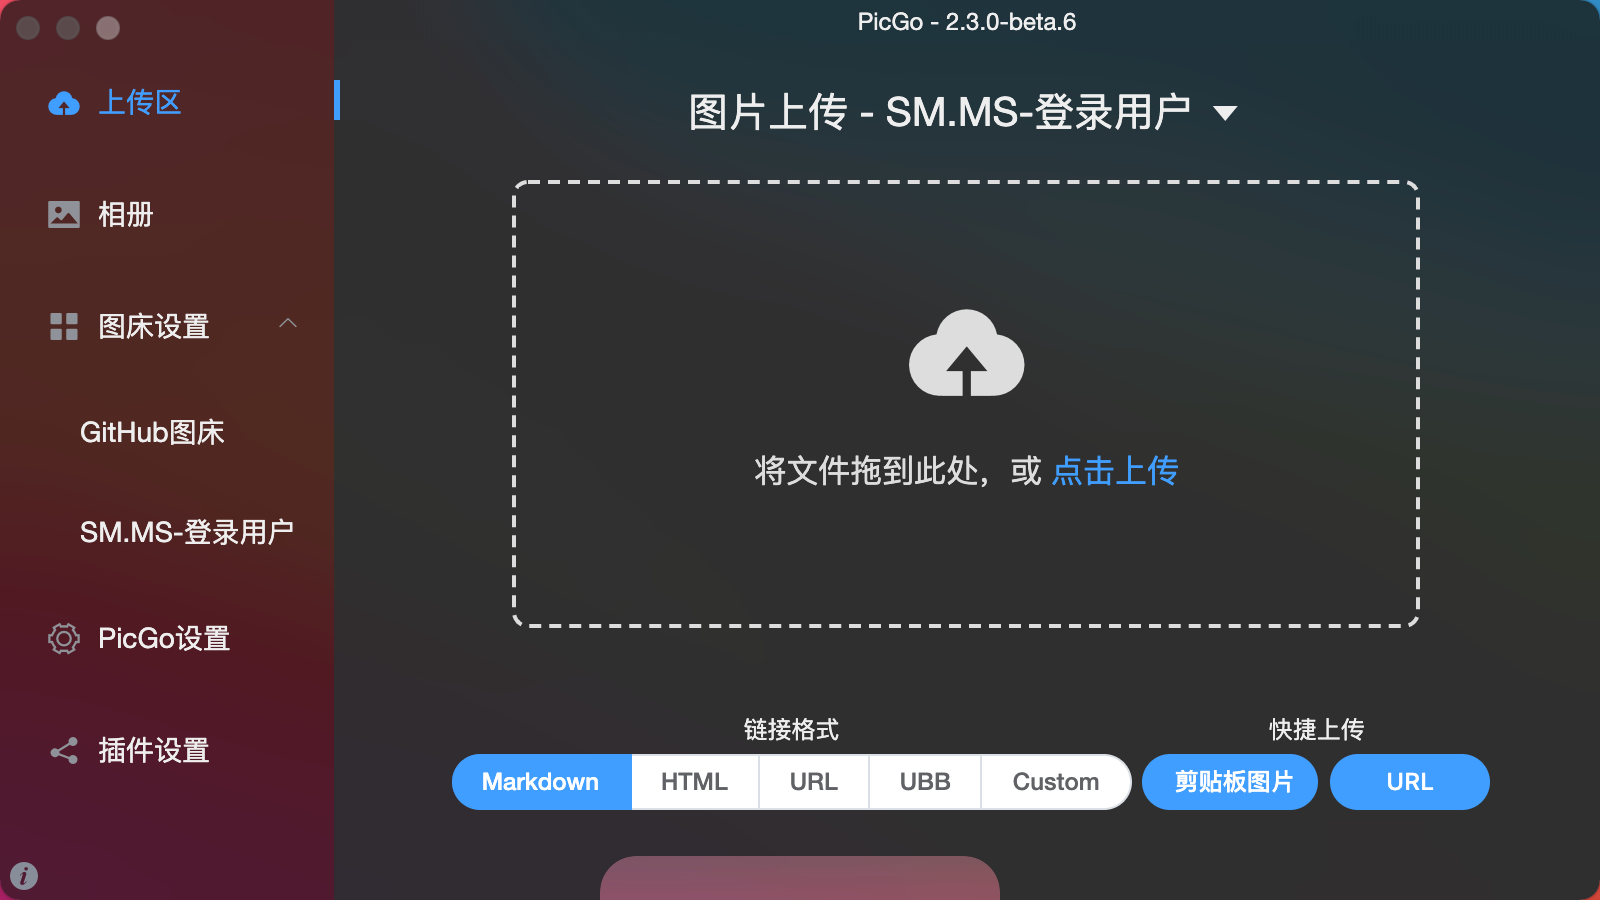 PicGo - 2.3.0-beta.6
上传区
相册
图床设置
GitHub图床
SM.MS-登录用户
PicGo设置
插件设置
图片上传 - SM.MS-登录用户
将文件拖到此处，或 点击上传
链接格式
Markdown HTML URL UBB Custom
快捷上传
剪贴板图片 URL